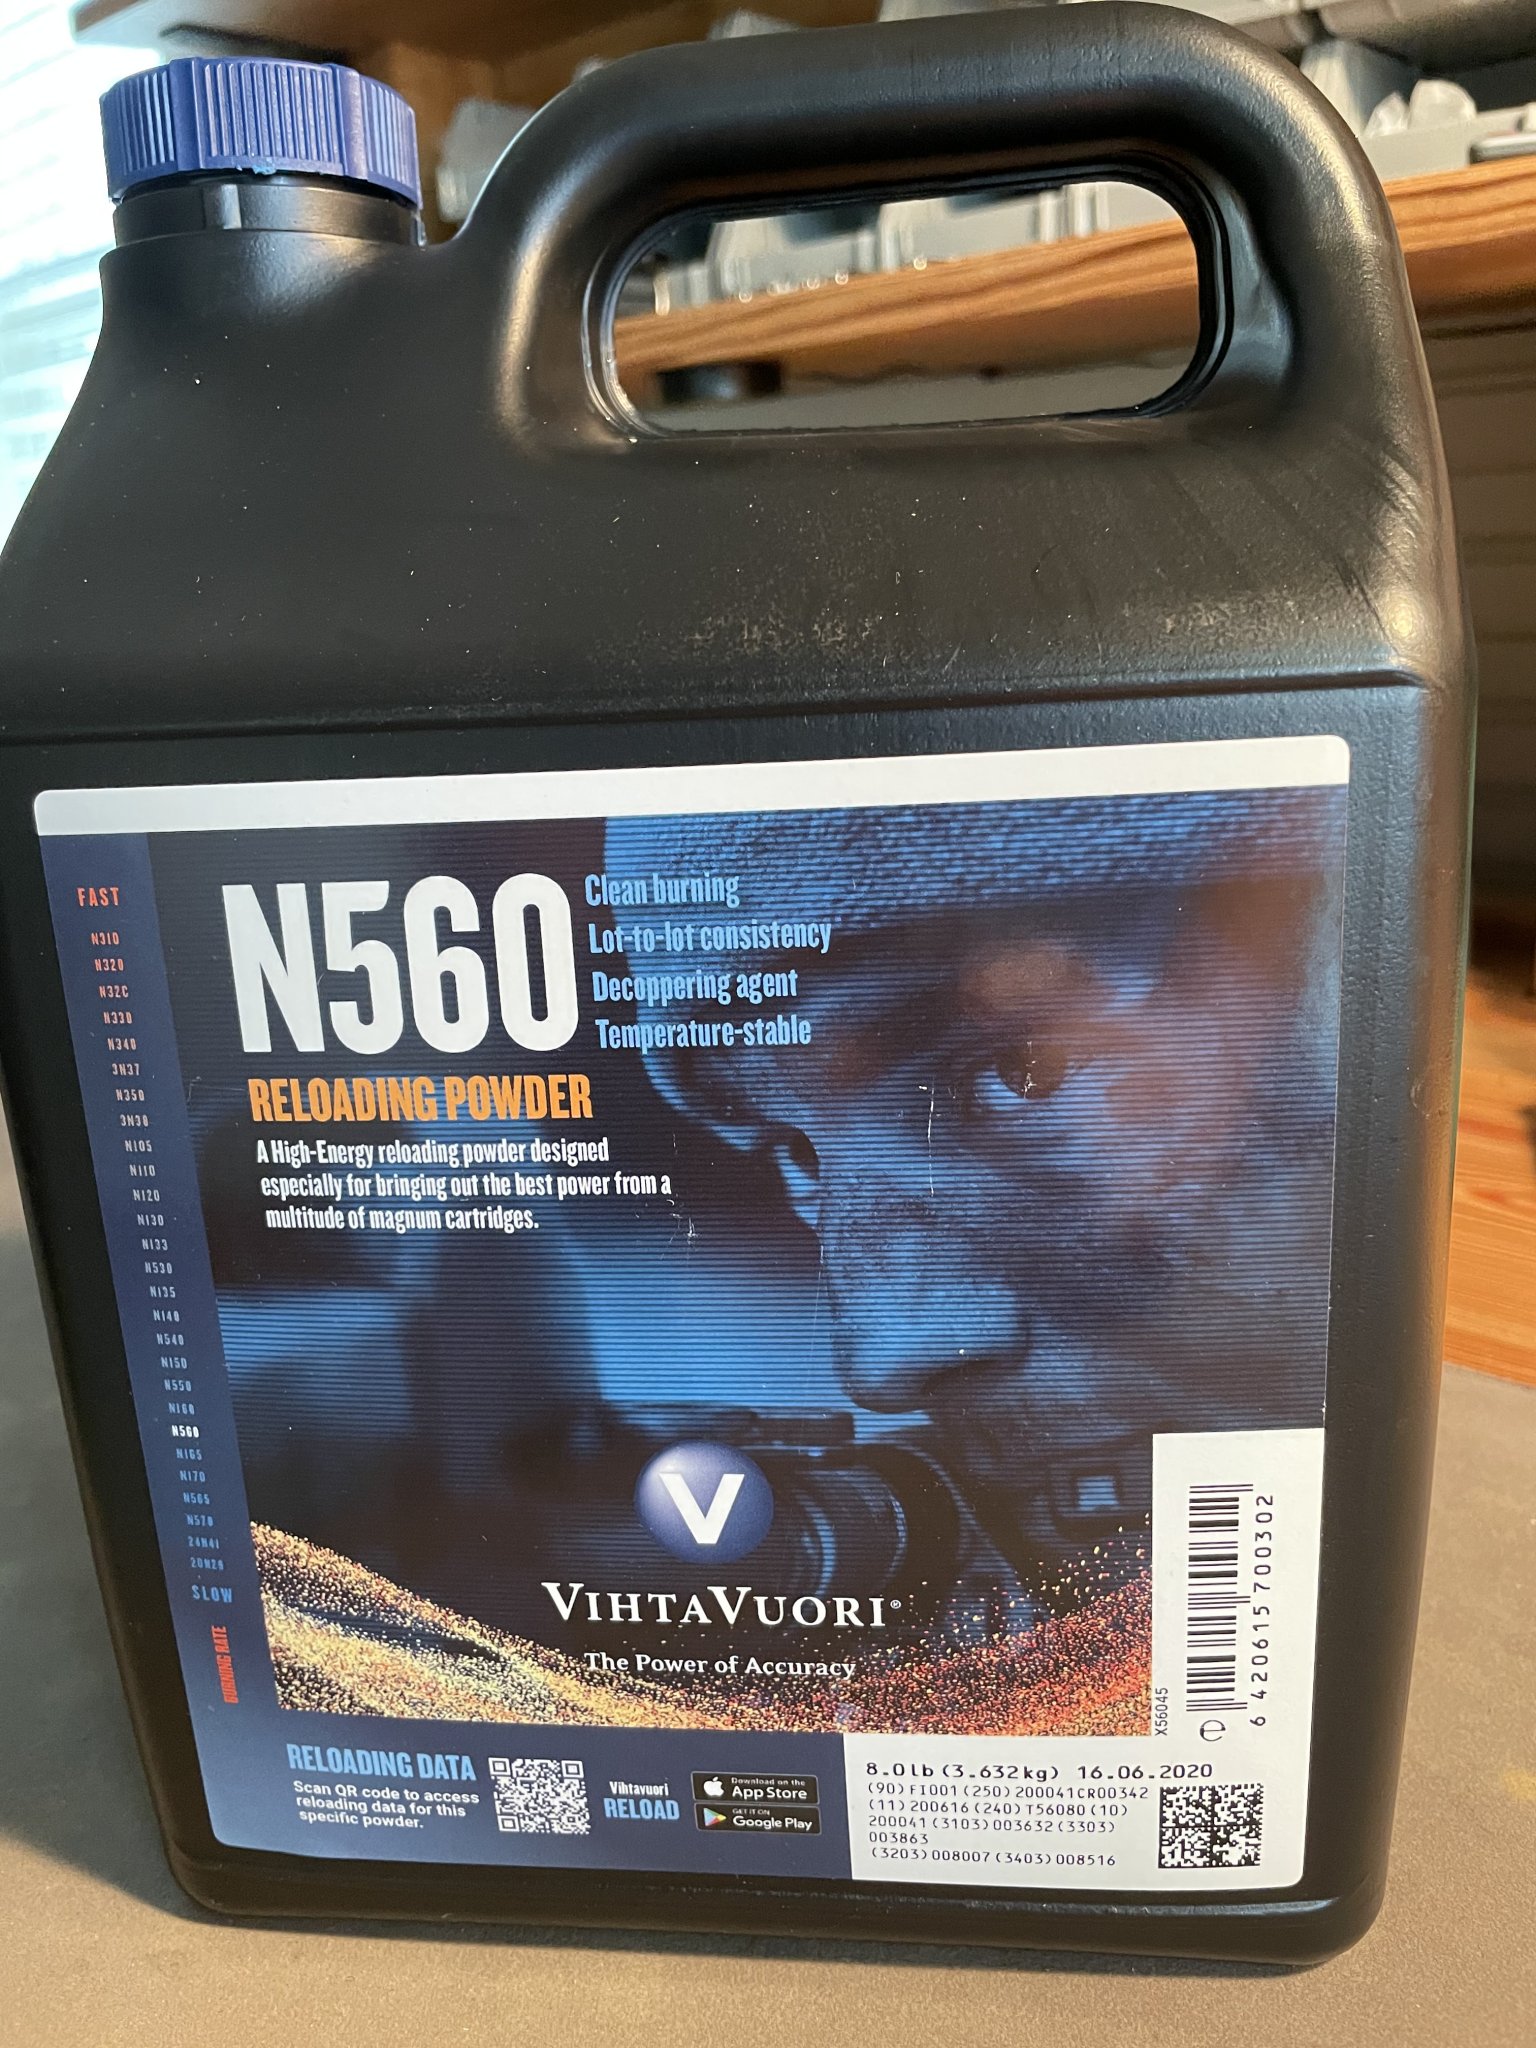 FAST
N310
N320
N32C
N330
N340
3N37
N350
3N38
N105
N110
N120
N130
N133
N530
N135
N140
N540
N150
N550
N160
N560
N165
N170
N565
N570
24N41
20N29
SLOW
BURNING RATE
N560
Clean burning
Lot-to-lot consistency
Decoppering agent
Temperature-stable
RELOADING POWDER
A High-Energy reloading powder designed
especially for bringing out the best power from a
multitude of magnum cartridges.
V
VIHTAVUORI®
The Power of Accuracy
X56045
6 420615 700302
e
RELOADING DATA
Scan QR code to access
reloading data for this
specific powder.
Vihtavuori
RELOAD
Download on the
App Store
GET IT ON
Google Play
8.0lb (3.632kg) 16.06.2020
(90)FI001(250)200041CR00342
(11)200616(240)T56080(10)
200041(3103)003632(3303)
003863
(3203)008007(3403)008516